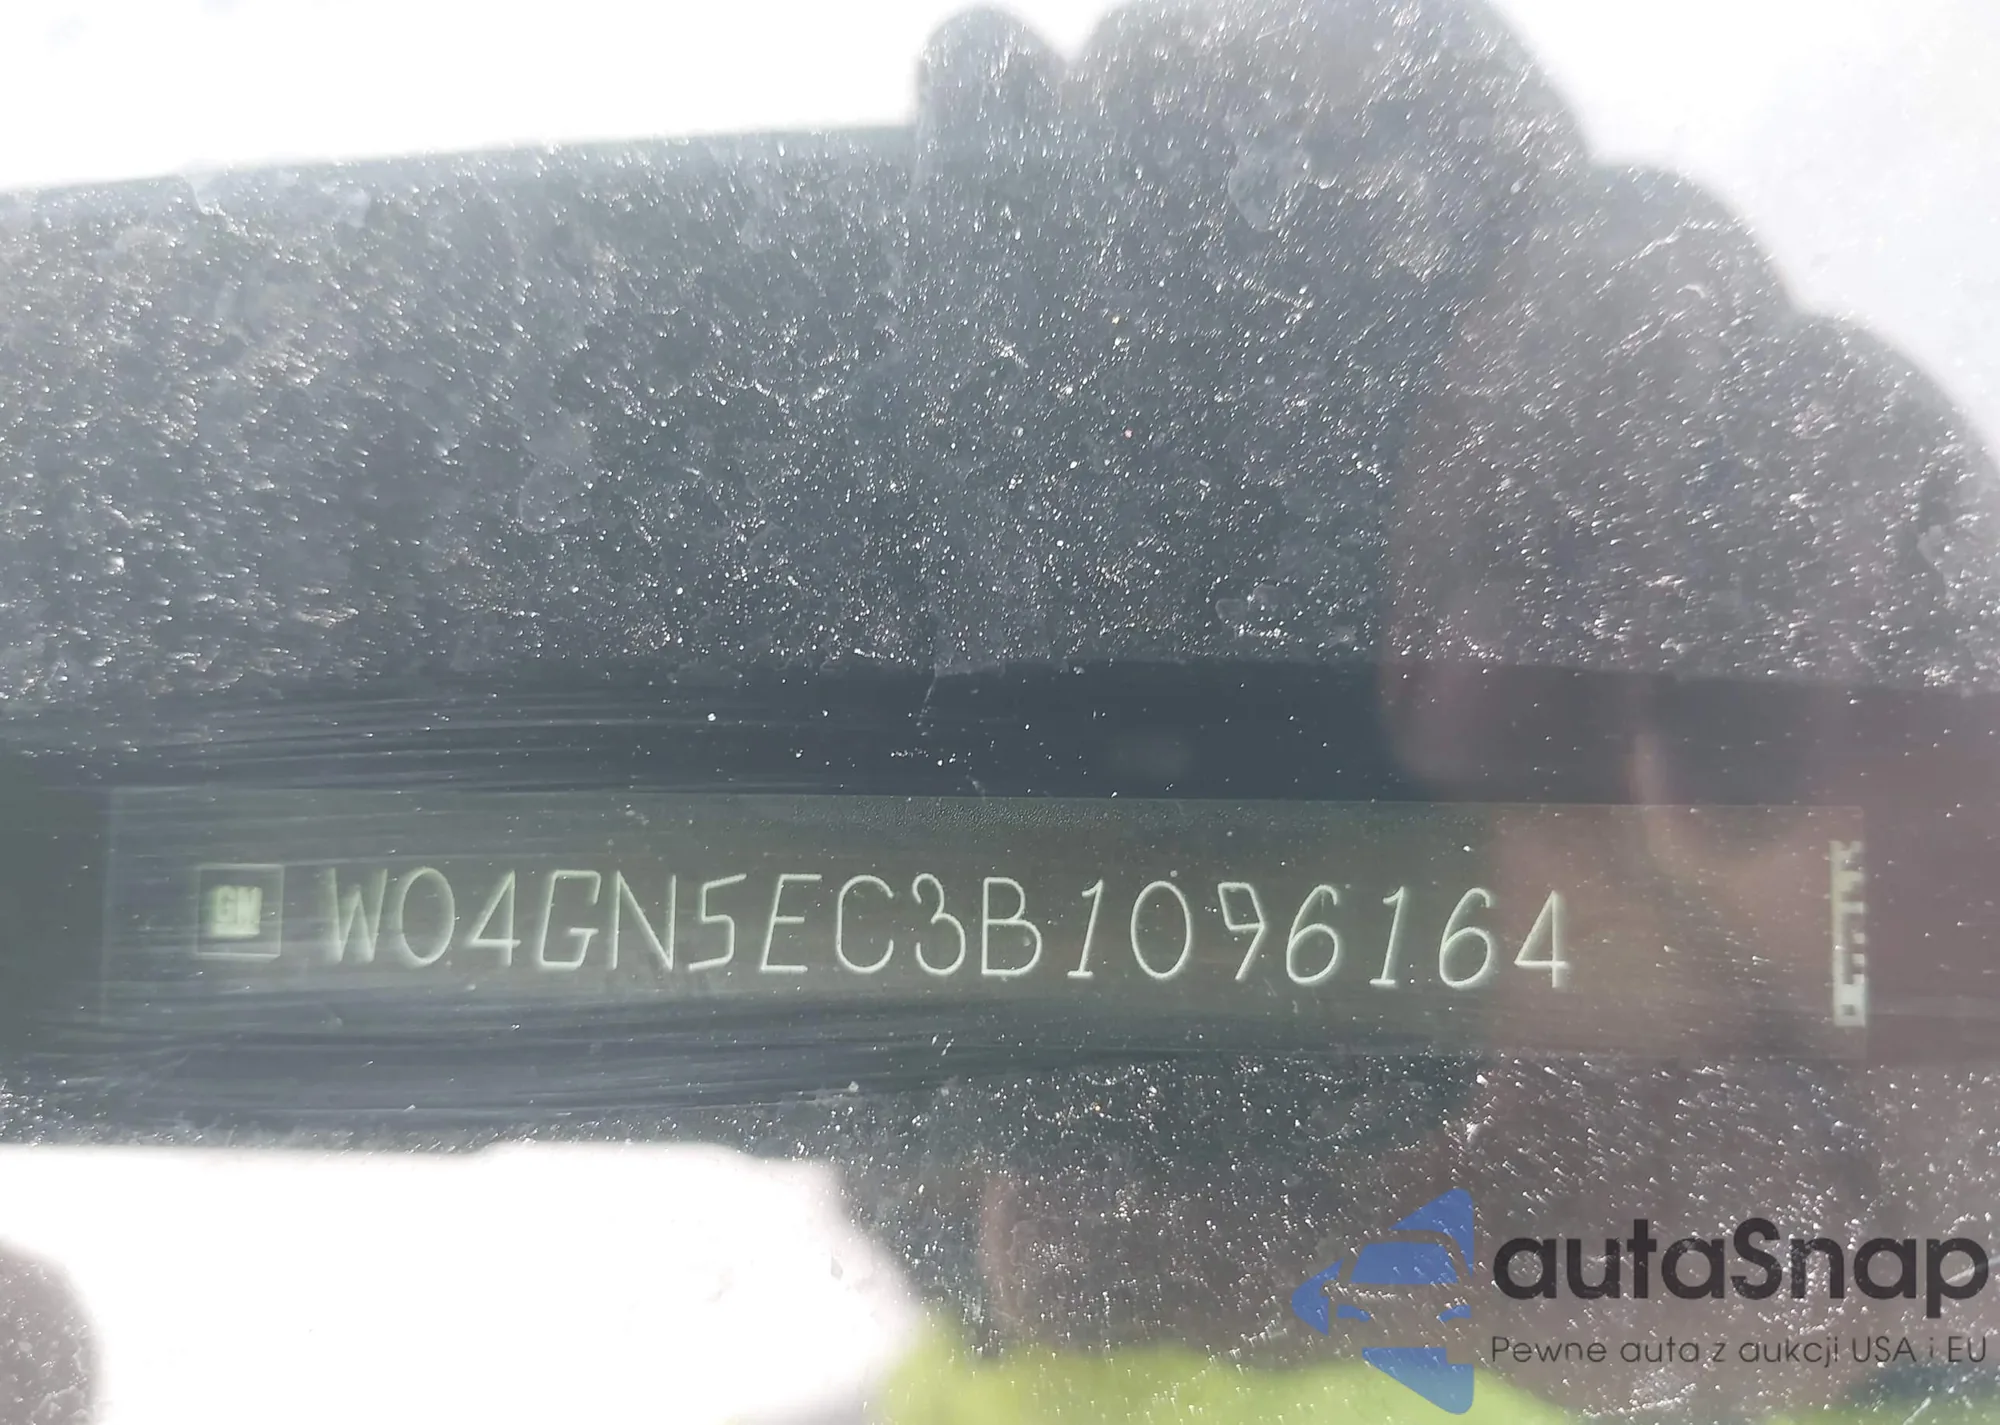 GM W04GN5EC3B1096164
autaSnap
Pewne auta z aukcji USA i EU